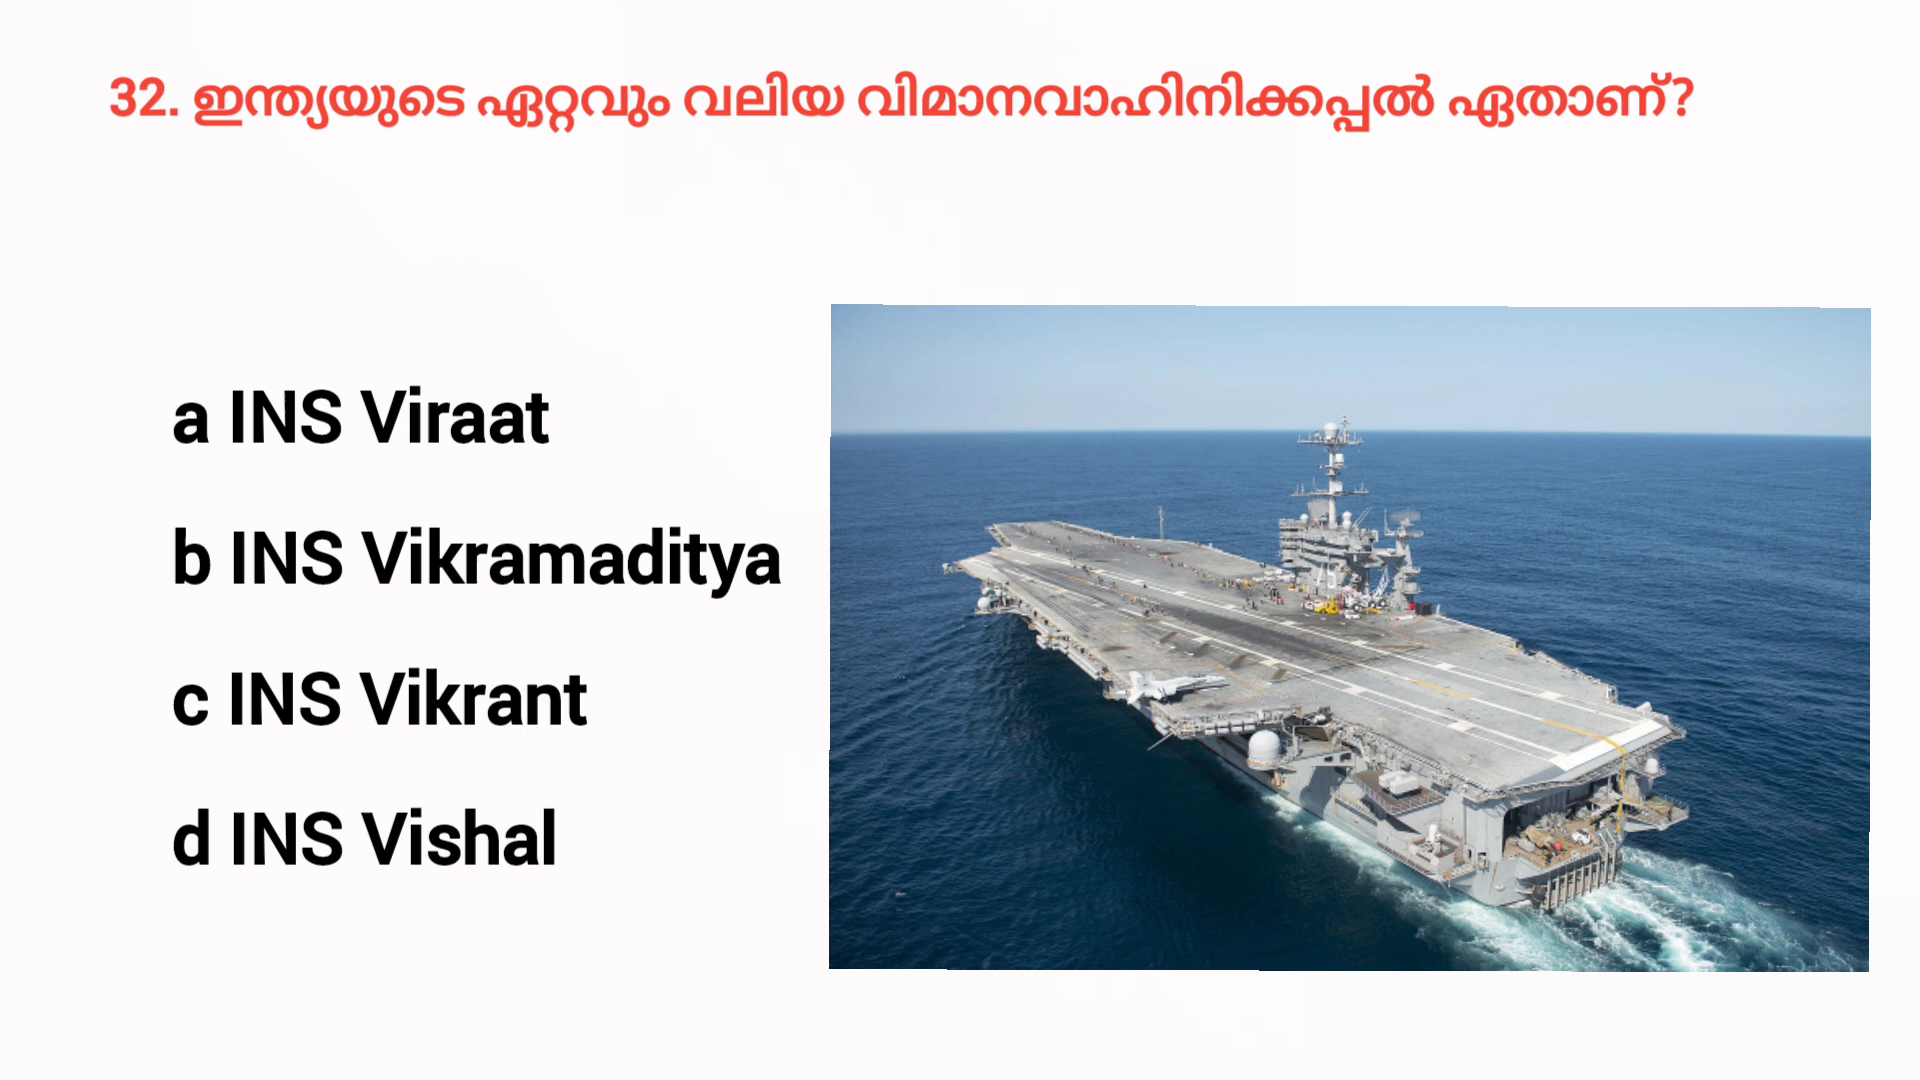 32. ഇന്ത്യയുടെ ഏറ്റവും വലിയ വിമാനവാഹിനിക്കപ്പൽ ഏതാണ്?
a INS Viraat
b INS Vikramaditya
c INS Vikrant
d INS Vishal